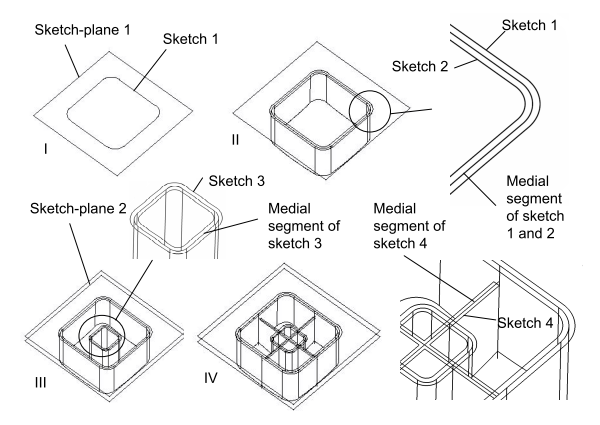 Sketch-plane 1
Sketch 1
I
II
Sketch 1
Sketch 2
Medial
segment
of sketch
1 and 2
Sketch-plane 2
Sketch 3
Medial
segment of
sketch 3
III
Medial
segment of
sketch 4
Sketch 4
IV